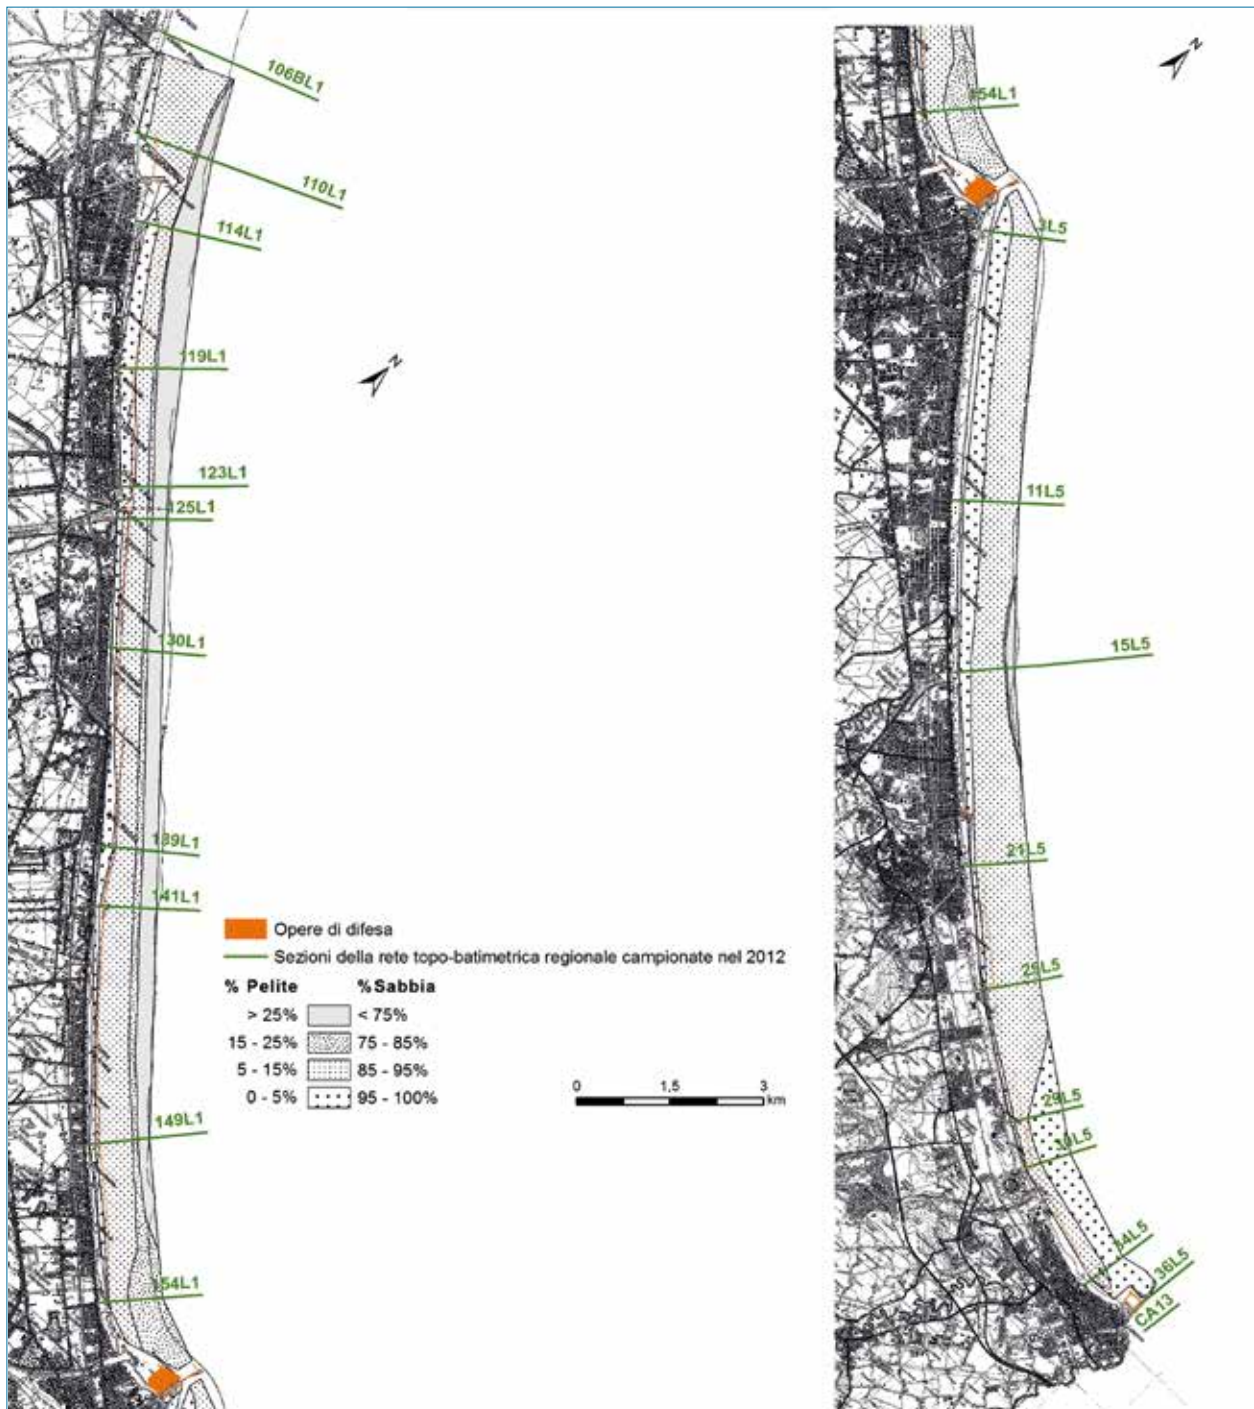 106BL1
110L1
114L1
119L1
123L1
125L1
130L1
139L1
141L1
149L1
154L1
N
Opere di difesa
Sezioni della rete topo-batimetrica regionale campionate nel 2012
% Pelite %Sabbia
> 25% < 75%
15 - 25% 75 - 85%
5 - 15% 85 - 95%
0 - 5% 95 - 100%
0 1,5 3
km
N
154L1
3L5
11L5
15L5
21L5
25L5
29L5
30L5
34L5
36L5
CA13